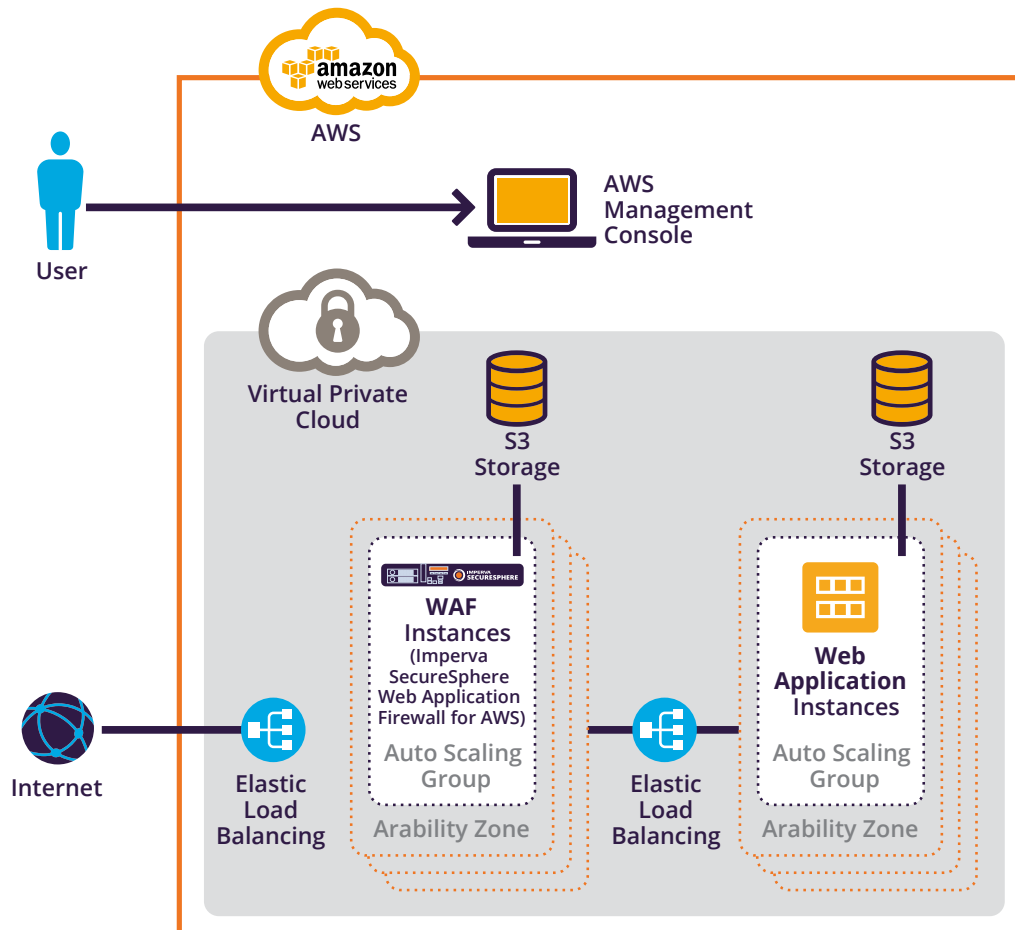 amazon
webservices
AWS
User
AWS
Management
Console
Virtual Private
Cloud
S3
Storage
S3
Storage
IMPERVA
SECURESPHERE
WAF
Instances
(Imperva
SecureSphere
Web Application
Firewall for AWS)
Auto Scaling
Group
Arability Zone
Web
Application
Instances
Auto Scaling
Group
Arability Zone
Internet
Elastic
Load
Balancing
Elastic
Load
Balancing